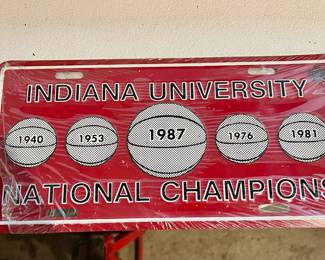 INDIANA UNIVERSITY
1940 1953 1987 1976 1981
NATIONAL CHAMPIONS